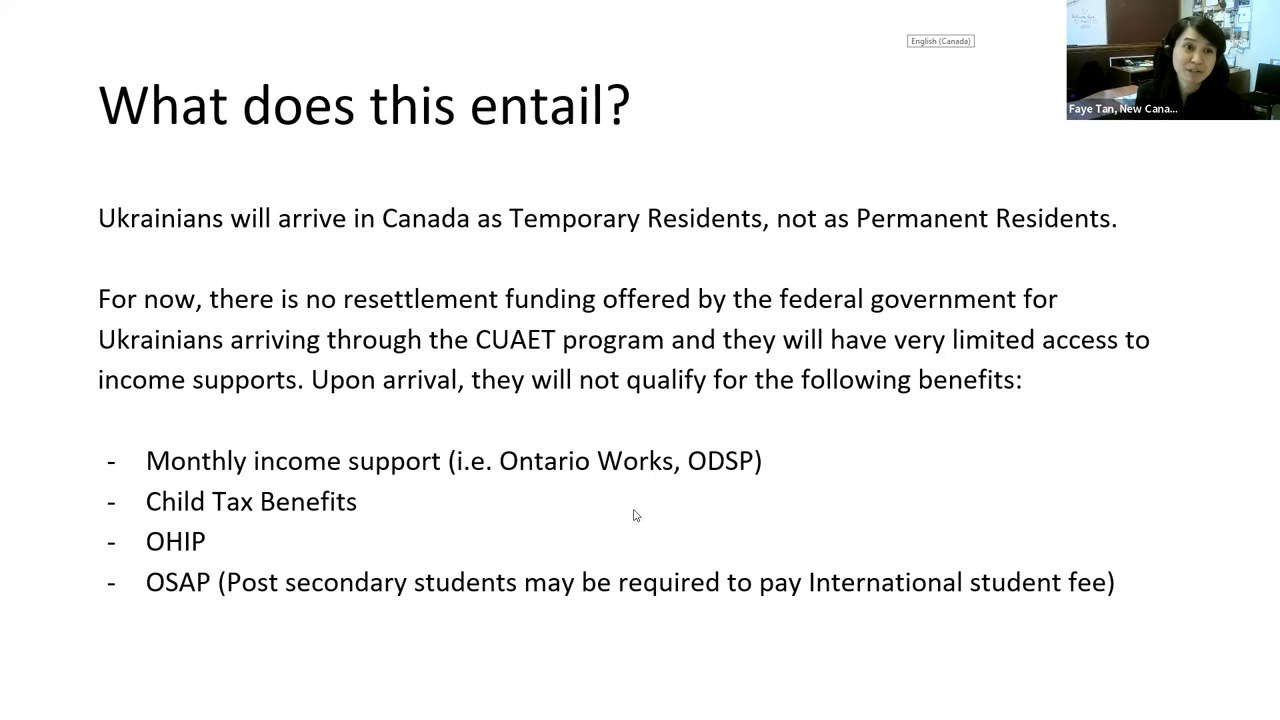 English (Canada)
Faye Tan, New Cana...
What does this entail?
Ukrainians will arrive in Canada as Temporary Residents, not as Permanent Residents.
For now, there is no resettlement funding offered by the federal government for
Ukrainians arriving through the CUAET program and they will have very limited access to
income supports. Upon arrival, they will not qualify for the following benefits:
- Monthly income support (i.e. Ontario Works, ODSP)
- Child Tax Benefits
- OHIP
- OSAP (Post secondary students may be required to pay International student fee)